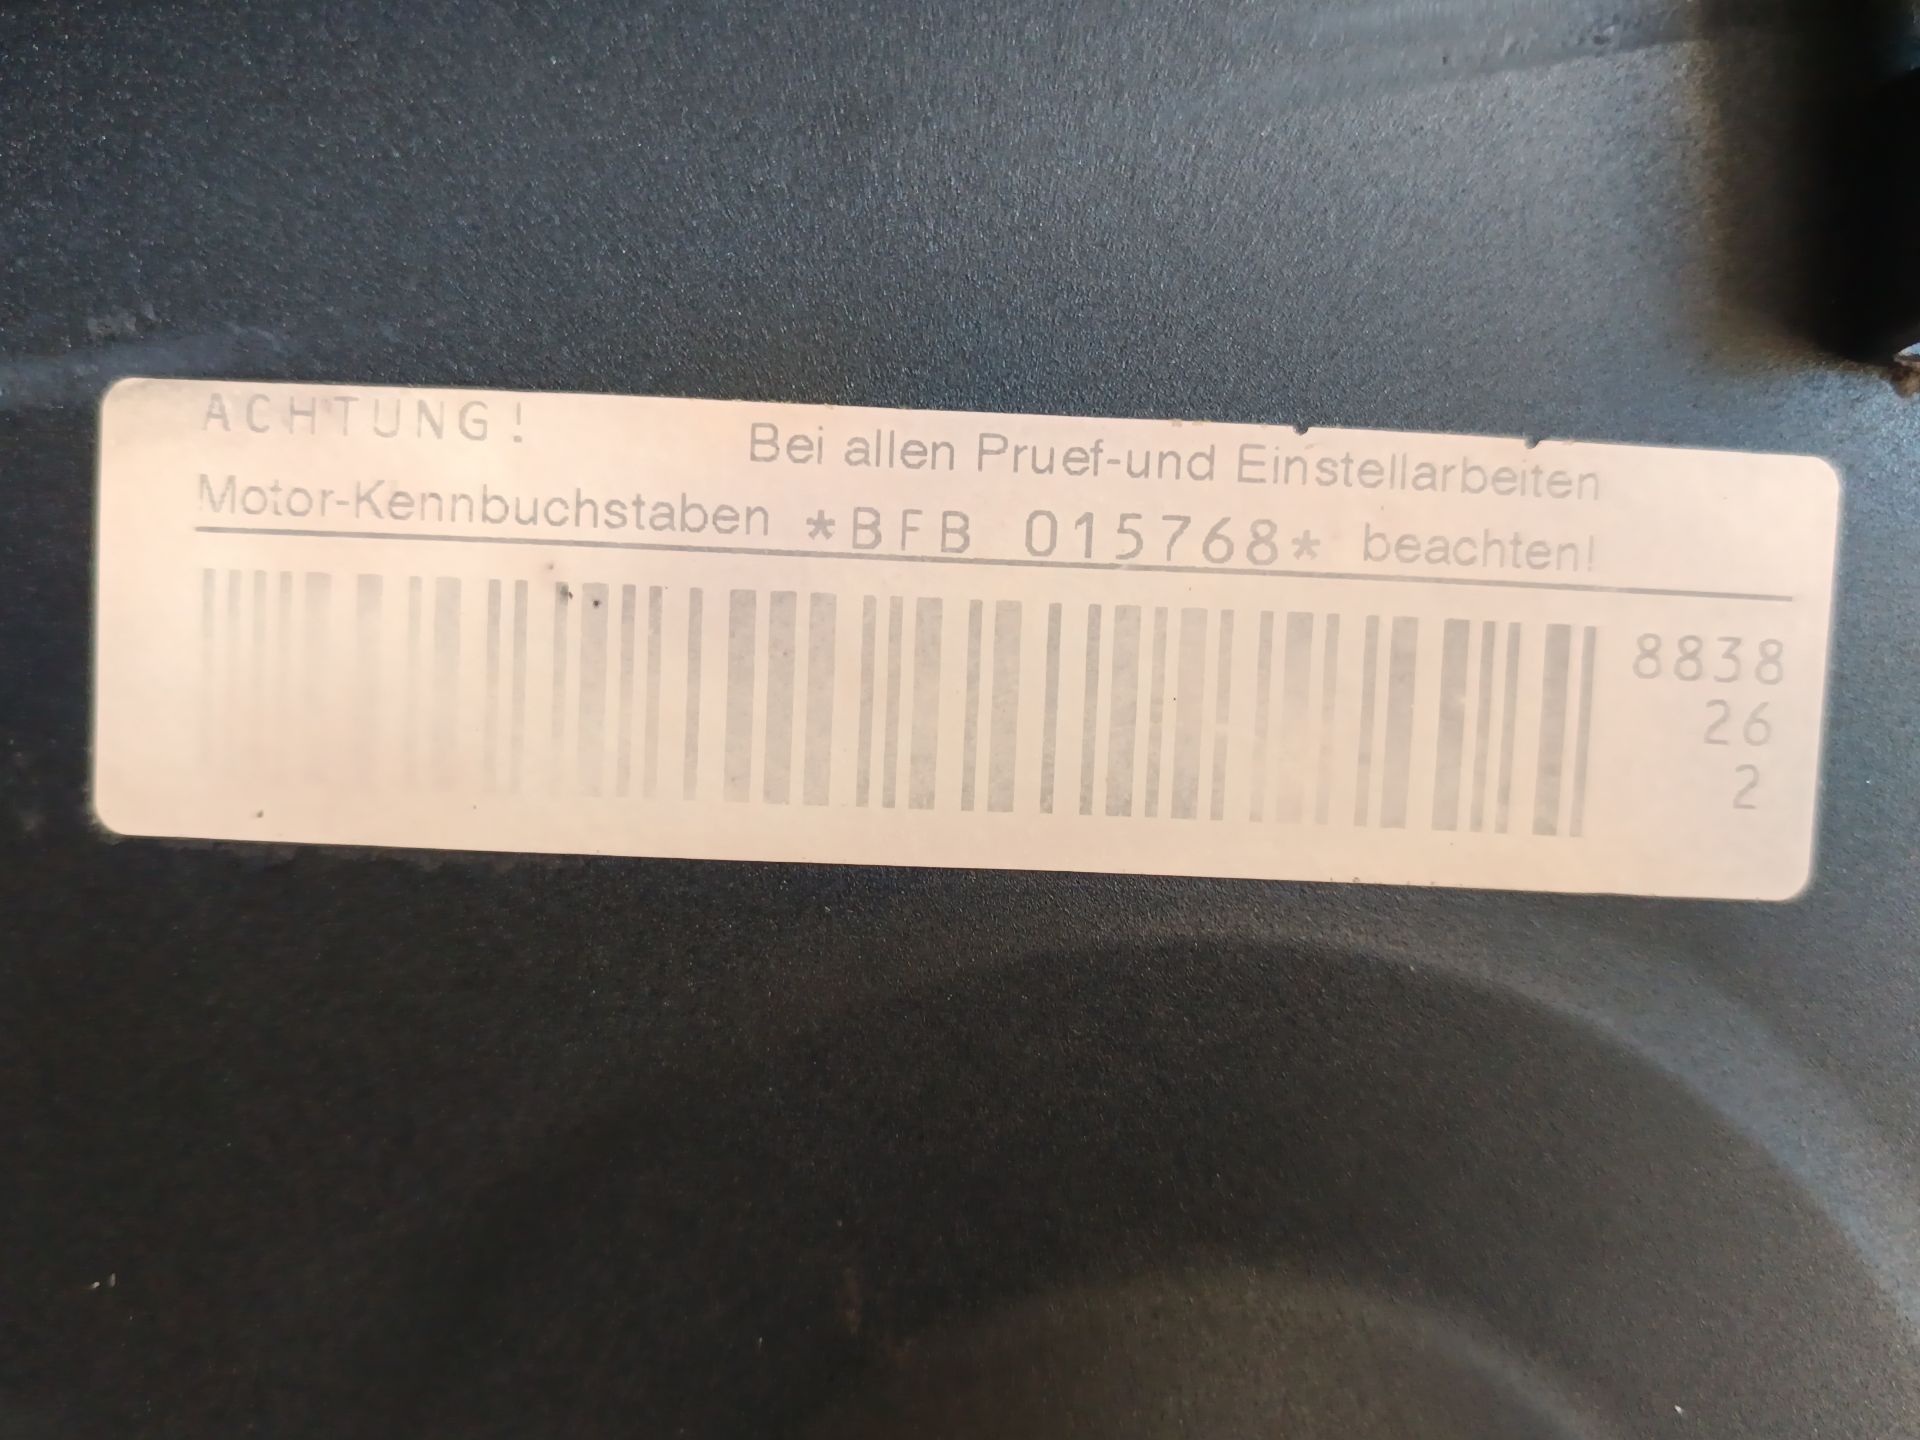 ACHTUNG!
Bei allen Pruef-und Einstellarbeiten
Motor-Kennbuchstaben *BFB 015768* beachten!
8838
26
2